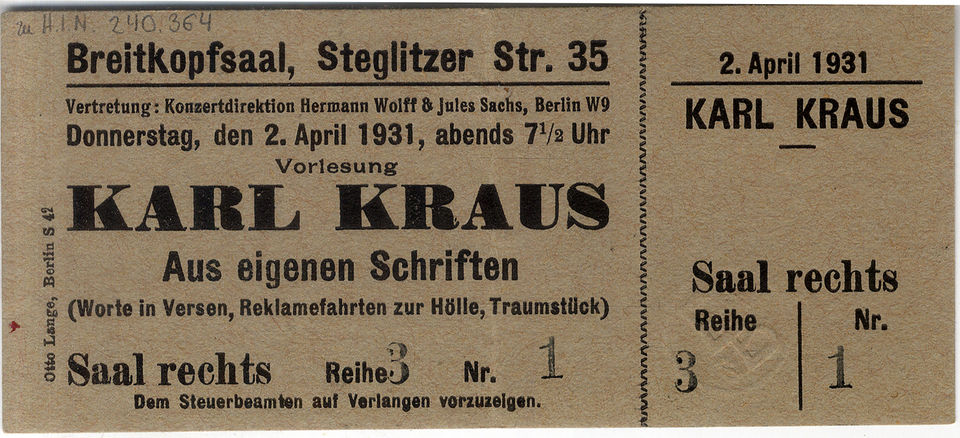 zu H.I.N. 240.364
Breitkopfsaal, Steglitzer Str. 35
Vertretung: Konzertdirektion Hermann Wolff & Jules Sachs, Berlin W9
Donnerstag, den 2. April 1931, abends 7½ Uhr
Vorlesung
KARL KRAUS
Aus eigenen Schriften
(Worte in Versen, Reklamefahrten zur Hölle, Traumstück)
Saal rechts Reihe 3 Nr. 1
Dem Steuerbeamten auf Verlangen vorzuzeigen.
Otto Lange, Berlin S 42
2. April 1931
KARL KRAUS
Saal rechts
Reihe Nr.
3 1